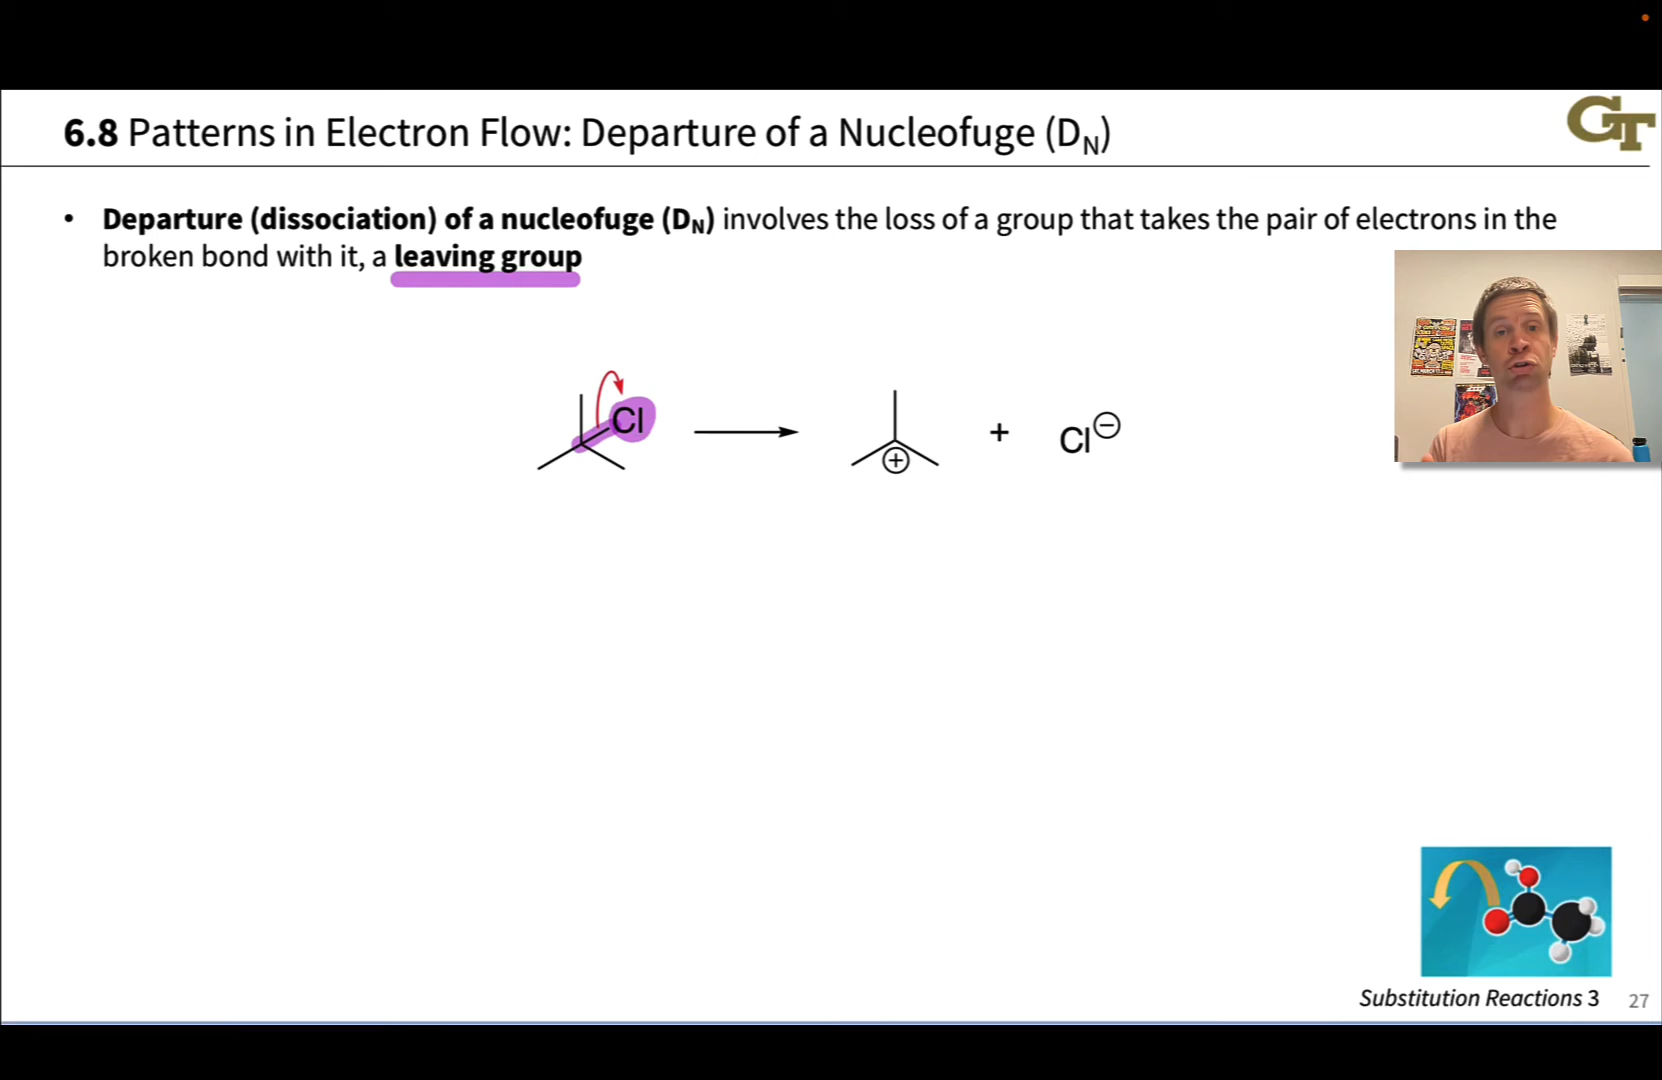 GT
6.8 Patterns in Electron Flow: Departure of a Nucleofuge (D_N)
• Departure (dissociation) of a nucleofuge (D_N) involves the loss of a group that takes the pair of electrons in the
broken bond with it, a leaving group
Cl
⊕
+
Cl⊖
Substitution Reactions 3
27